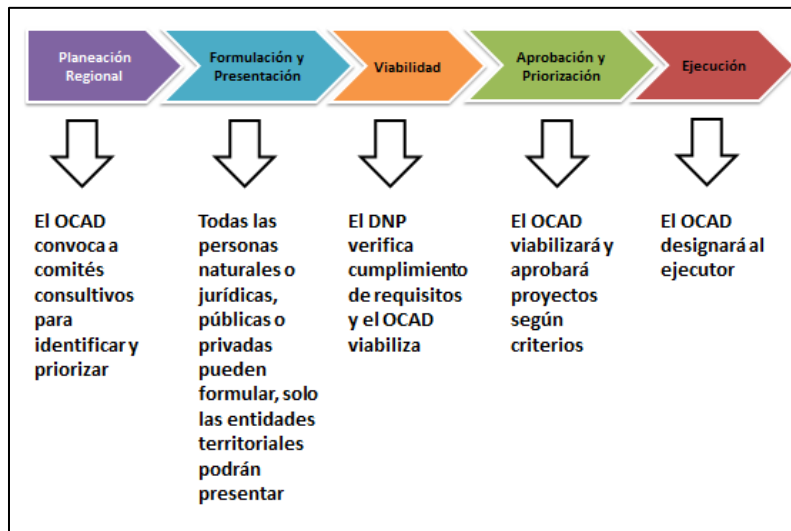 Planeación
Regional
Formulación y
Presentación
Viabilidad
Aprobación y
Priorización
Ejecución
El OCAD
convoca a
comités
consultivos
para
identificar y
priorizar
Todas las
personas
naturales o
jurídicas,
públicas o
privadas
pueden
formular, solo
las entidades
territoriales
podrán
presentar
El DNP
verifica
cumplimiento
de requisitos
y el OCAD
viabiliza
El OCAD
viabilizará y
aprobará
proyectos
según
criterios
El OCAD
designará al
ejecutor